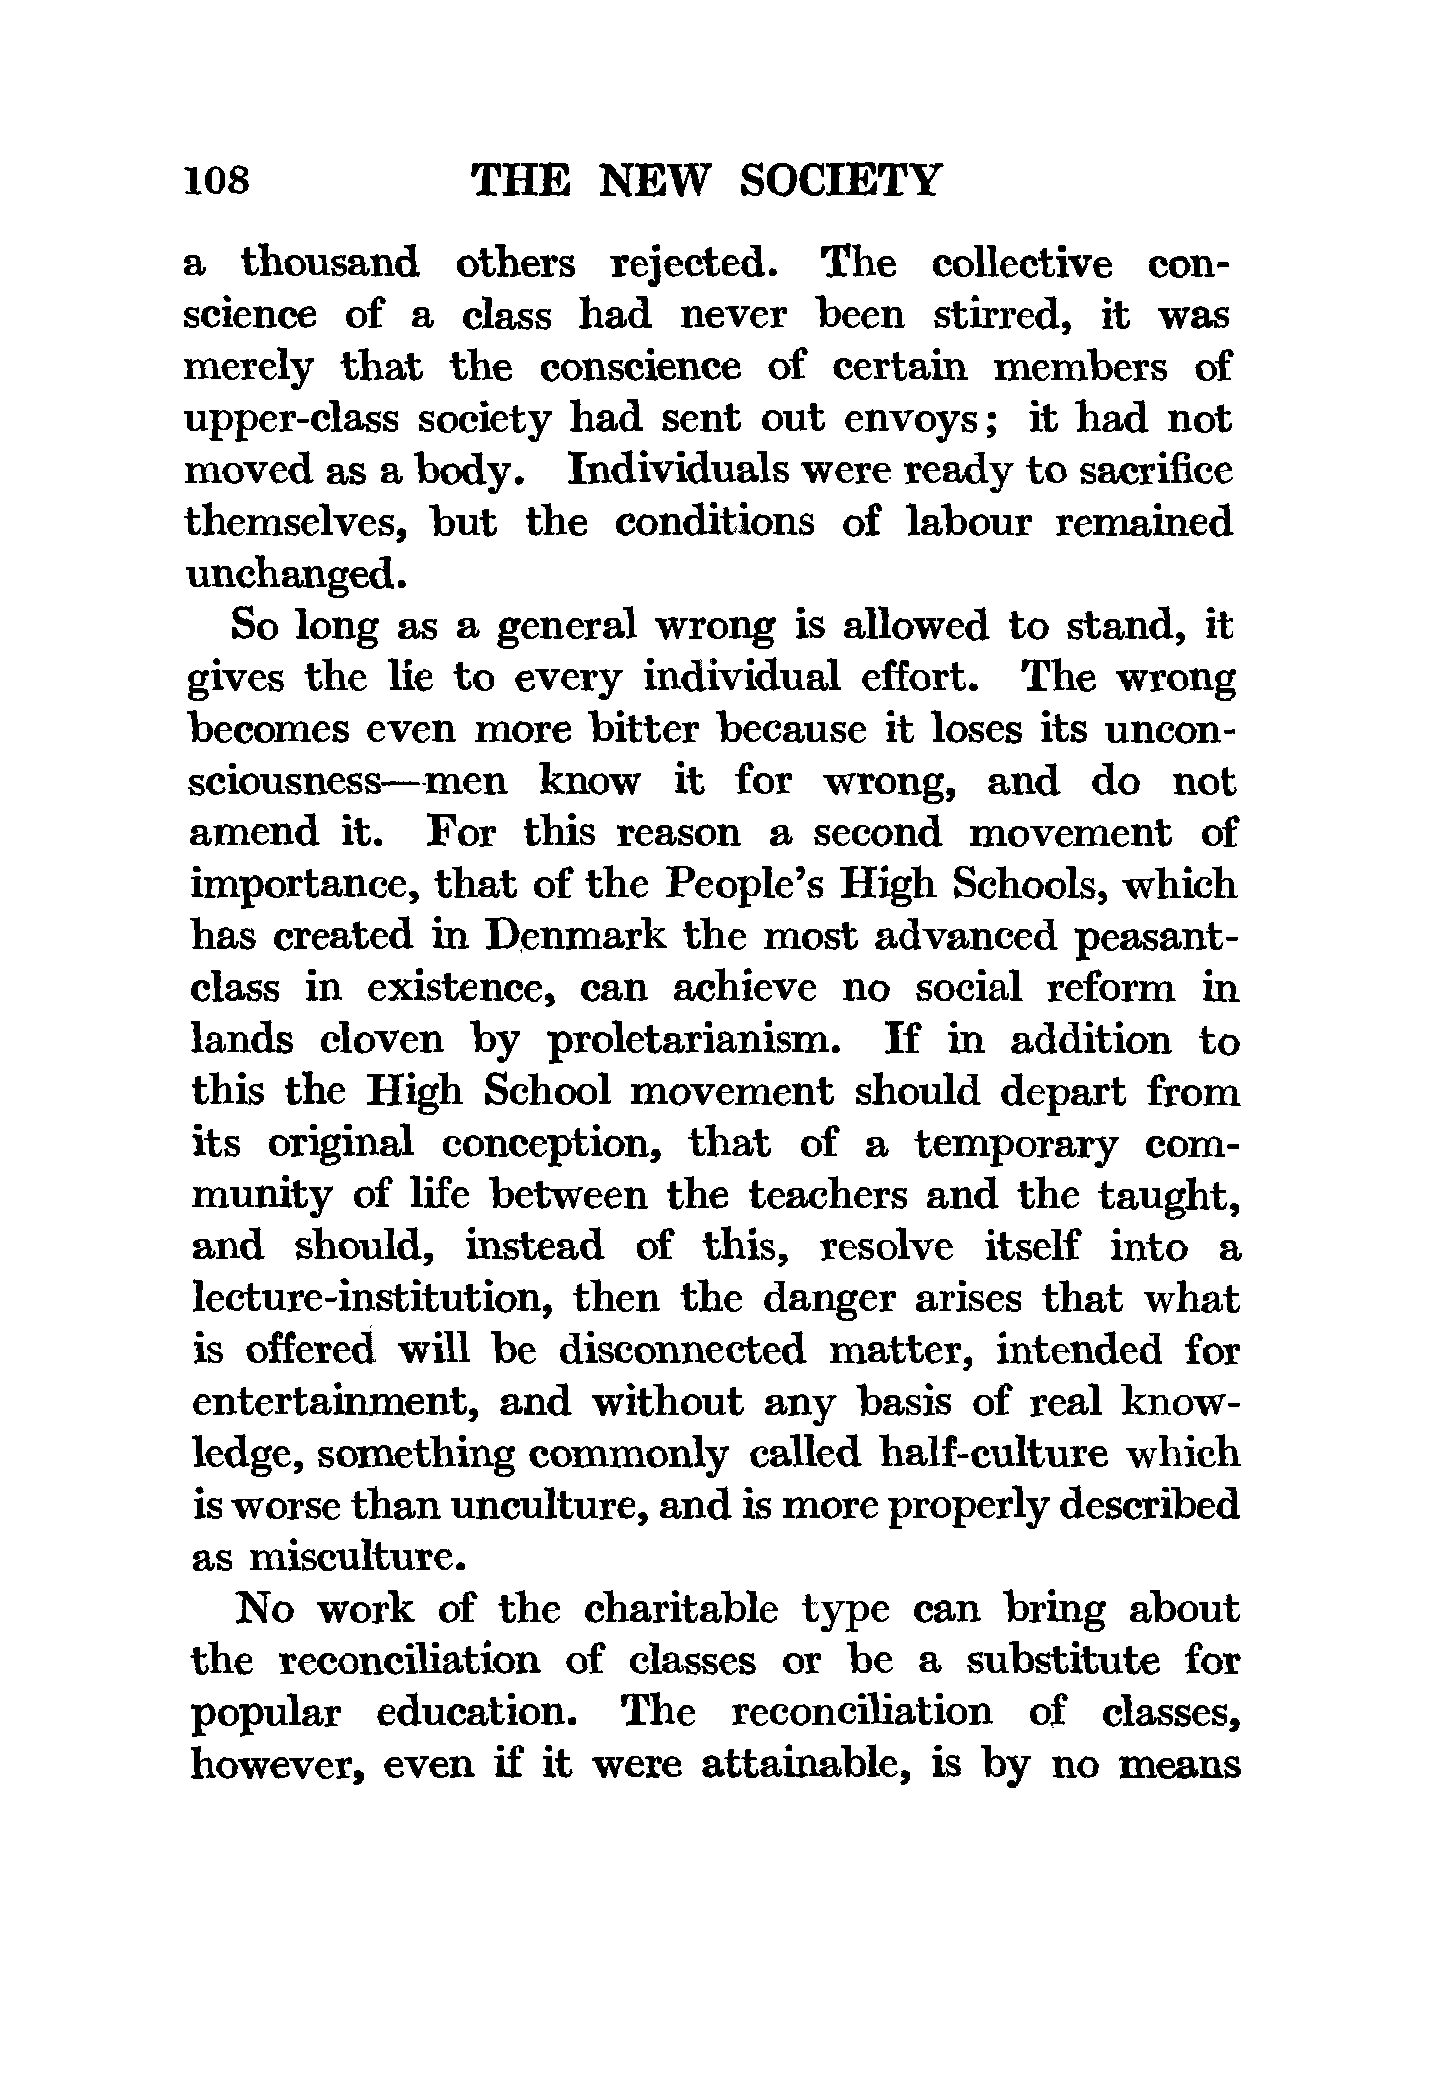 108 THE NEW SOCIETY
a thousand others rejected. The collective con-
science of a class had never been stirred, it was
merely that the conscience of certain members of
upper-class society had sent out envoys; it had not
moved as a body. Individuals were ready to sacrifice
themselves, but the conditions of labour remained
unchanged.
So long as a general wrong is allowed to stand, it
gives the lie to every individual effort. The wrong
becomes even more bitter because it loses its uncon-
sciousness—men know it for wrong, and do not
amend it. For this reason a second movement of
importance, that of the People's High Schools, which
has created in Denmark the most advanced peasant-
class in existence, can achieve no social reform in
lands cloven by proletarianism. If in addition to
this the High School movement should depart from
its original conception, that of a temporary com-
munity of life between the teachers and the taught,
and should, instead of this, resolve itself into a
lecture-institution, then the danger arises that what
is offered will be disconnected matter, intended for
entertainment, and without any basis of real know-
ledge, something commonly called half-culture which
is worse than unculture, and is more properly described
as misculture.
No work of the charitable type can bring about
the reconciliation of classes or be a substitute for
popular education. The reconciliation of classes,
however, even if it were attainable, is by no means